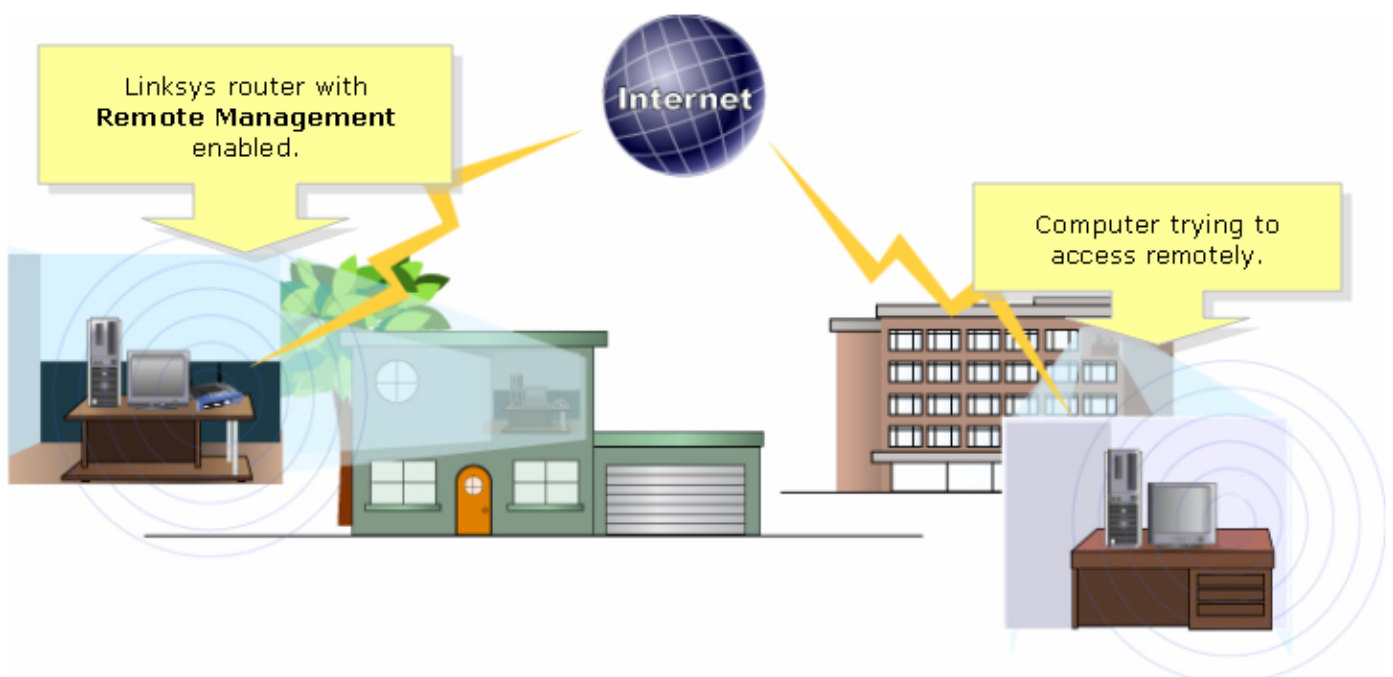 Linksys router with
Remote Management
enabled.
Internet
Computer trying to
access remotely.